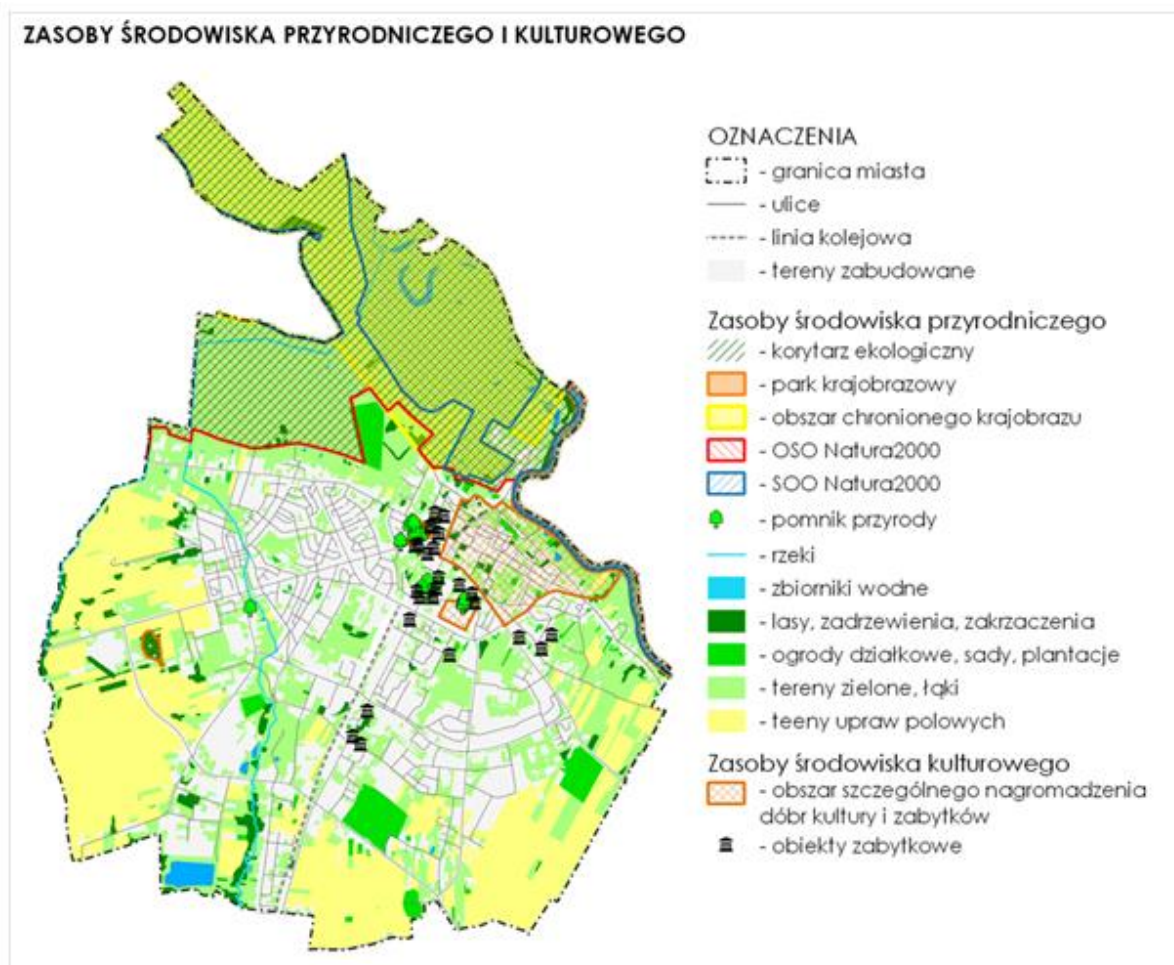 ZASOBY ŚRODOWISKA PRZYRODNICZEGO I KULTUROWEGO
OZNACZENIA
- granica miasta
- ulice
- linia kolejowa
- tereny zabudowane
Zasoby środowiska przyrodniczego
- korytarz ekologiczny
- park krajobrazowy
- obszar chronionego krajobrazu
- OSO Natura2000
- SOO Natura2000
- pomnik przyrody
- rzeki
- zbiorniki wodne
- lasy, zadrzewienia, zakrzaczenia
- ogrody działkowe, sady, plantacje
- tereny zielone, łąki
- teeny upraw polowych
Zasoby środowiska kulturowego
- obszar szczególnego nagromadzenia
dóbr kultury i zabytków
- obiekty zabytkowe